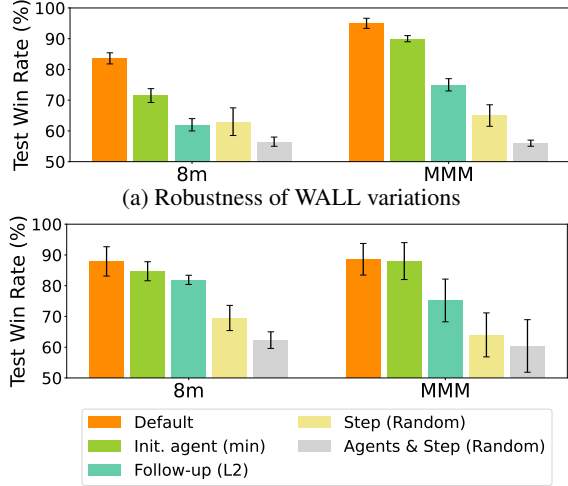 Test Win Rate (%)
100
90
80
70
60
50
8m
MMM
(a) Robustness of WALL variations
Test Win Rate (%)
100
90
80
70
60
50
8m
MMM
Default
Init. agent (min)
Follow-up (L2)
Step (Random)
Agents & Step (Random)